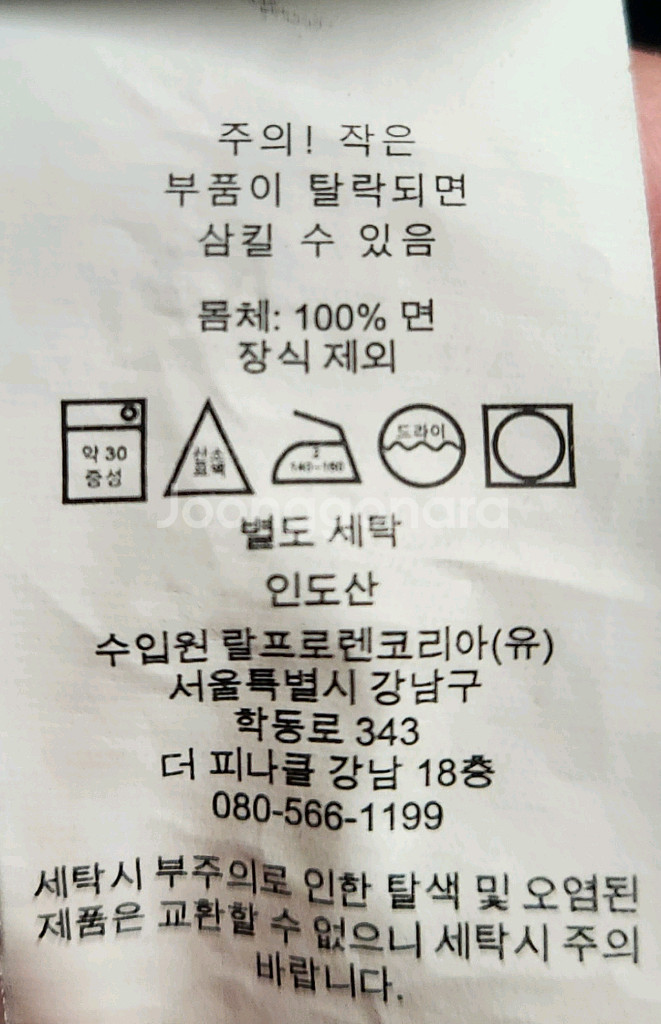 주의! 작은
부품이 탈락되면
삼킬 수 있음
몸체: 100% 면
장식 제외
약 30
중성
산소
표백
2
140~160
드라이
Joonggonara
별도 세탁
인도산
수입원 랄프로렌코리아(유)
서울특별시 강남구
학동로 343
더 피나클 강남 18층
080-566-1199
세탁시 부주의로 인한 탈색 및 오염된
제품은 교환할 수 없으니 세탁시 주의
바랍니다.